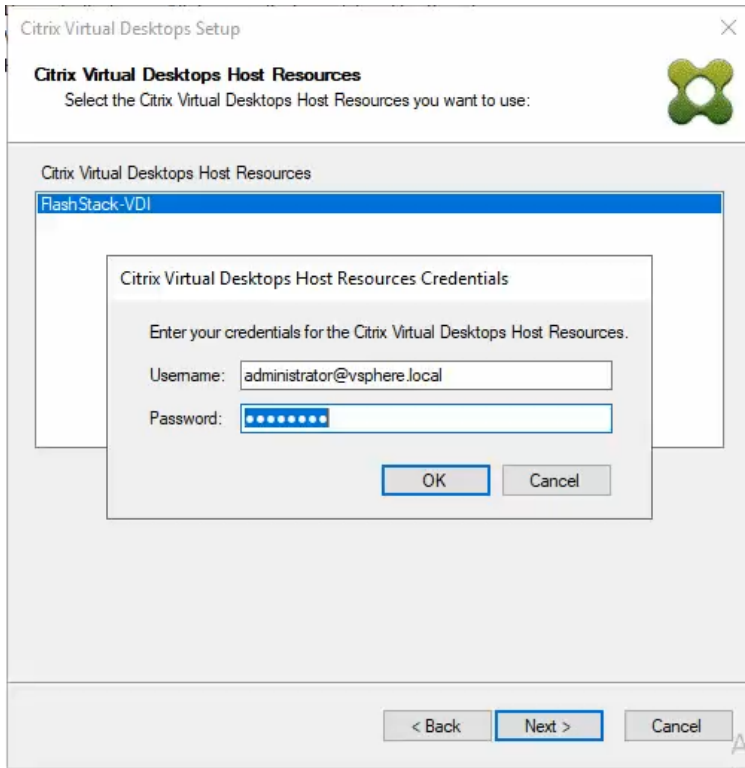 Citrix Virtual Desktops Setup
Citrix Virtual Desktops Host Resources
Select the Citrix Virtual Desktops Host Resources you want to use:
Citrix Virtual Desktops Host Resources
FlashStack-VDI
Citrix Virtual Desktops Host Resources Credentials
Enter your credentials for the Citrix Virtual Desktops Host Resources.
Username: administrator@vsphere.local
Password: ●●●●●●●●
OK Cancel
< Back Next > Cancel